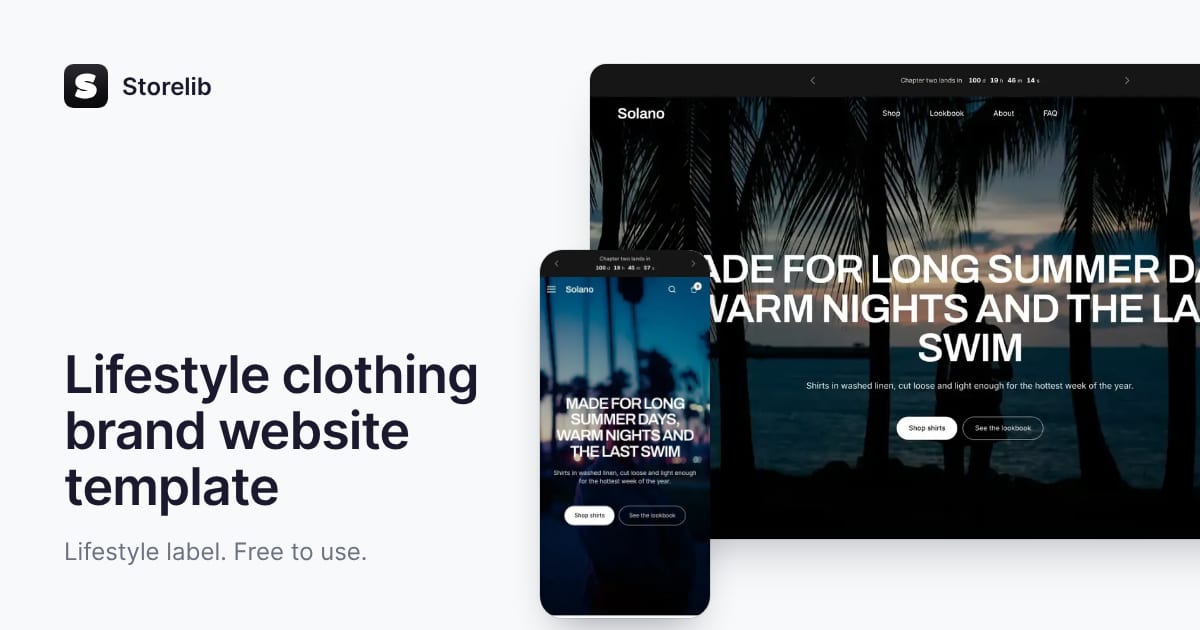 Storelib
Lifestyle clothing
brand website
template
Lifestyle label. Free to use.
Chapter two lands in 100 d 19 h 46 m 14 s
Solano
Shop
Lookbook
About
FAQ
ADE FOR LONG SUMMER DA
WARM NIGHTS AND THE LA
SWIM
Shirts in washed linen, cut loose and light enough for the hottest week of the year.
Shop shirts
See the lookbook
Chapter two lands in
100 d 19 h 45 m 57 s
Solano
MADE FOR LONG
SUMMER DAYS,
WARM NIGHTS AND
THE LAST SWIM
Shirts in washed linen, cut loose and light enough
for the hottest week of the year.
Shop shirts
See the lookbook